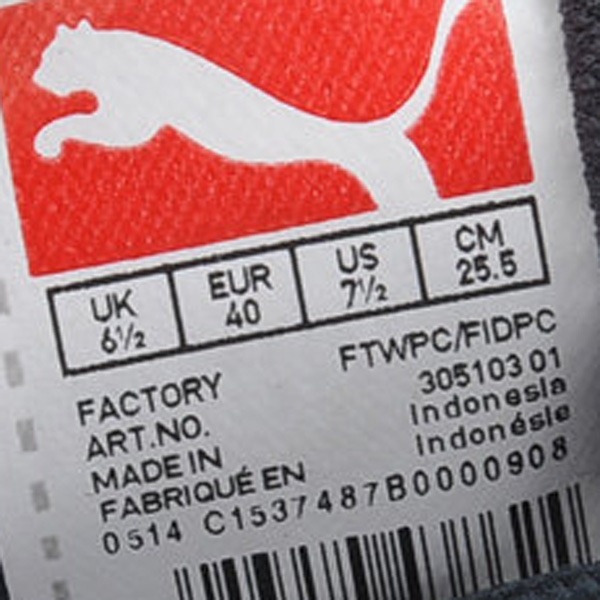 UK EUR US CM
6½ 40 7½ 25.5
FACTORY FTWPC/FIDPC
ART.NO. 305103 01
MADE IN Indonesia
FABRIQUÉ EN Indonésie
0514 C1537487B0000908